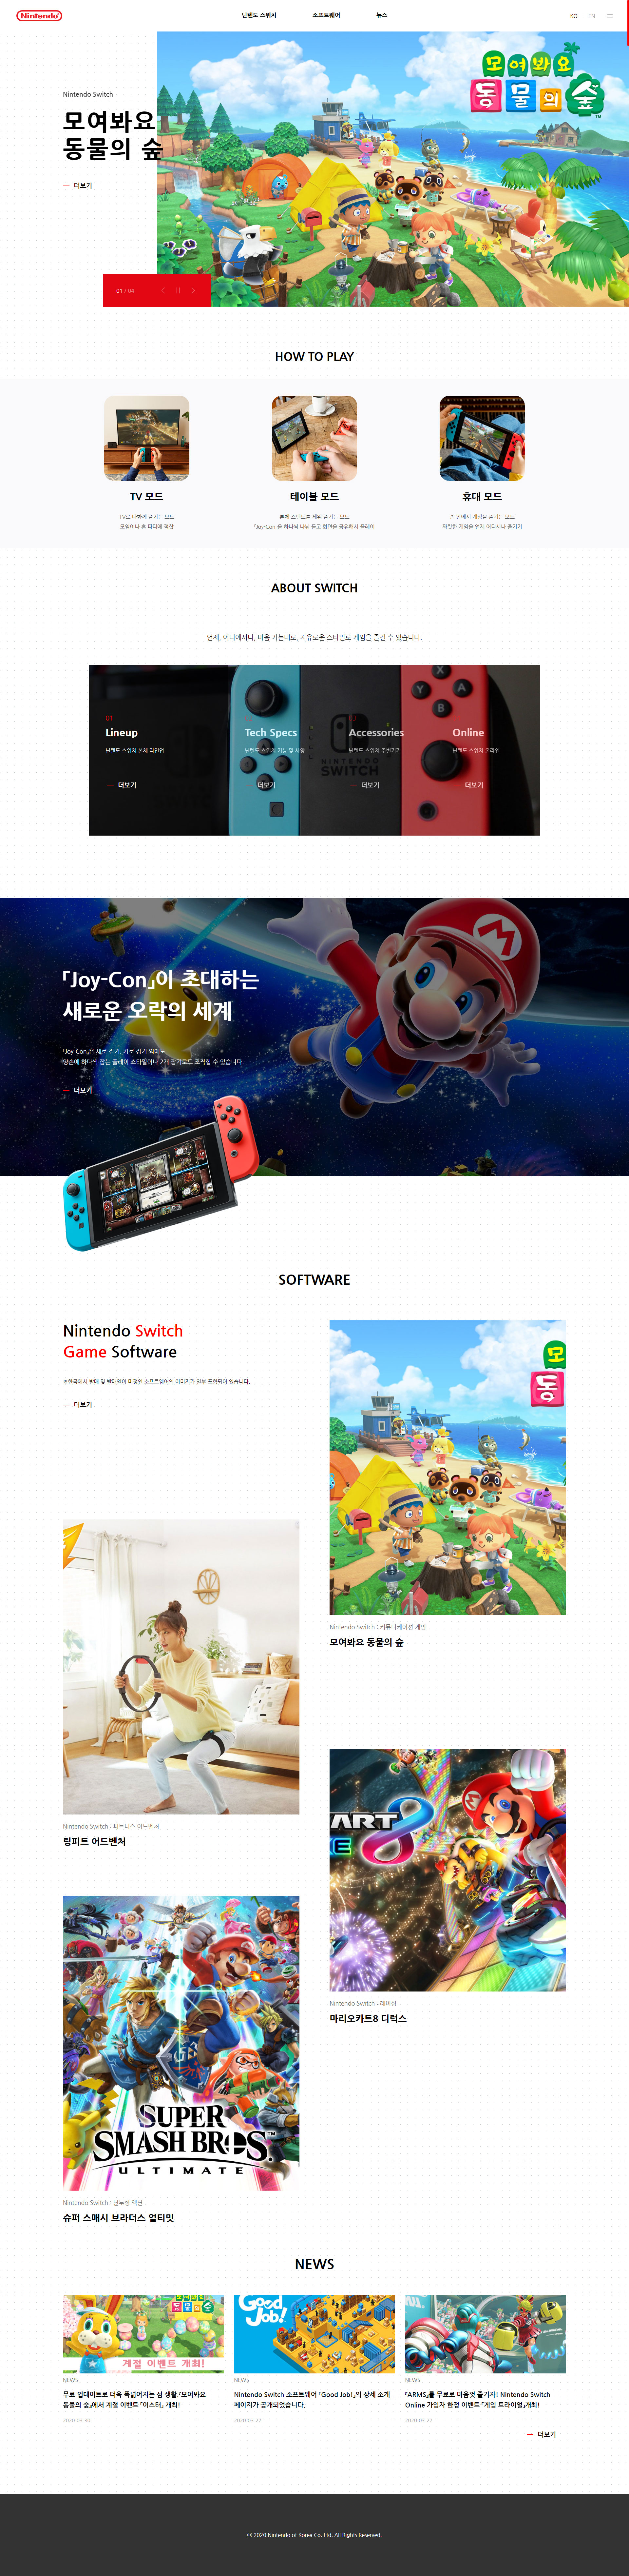 Nintendo
닌텐도 스위치
소프트웨어
뉴스
KO
EN
Nintendo Switch
모여봐요
동물의 숲
더보기
모여봐요
동물의숲
01 / 04
HOW TO PLAY
TV 모드
TV로 다함께 즐기는 모드
모임이나 홈 파티에 적합
테이블 모드
본체 스탠드를 세워 즐기는 모드
『Joy-Con』을 하나씩 나눠 들고 화면을 공유해서 플레이
휴대 모드
손 안에서 게임을 즐기는 모드
짜릿한 게임을 언제 어디서나 즐기기
ABOUT SWITCH
언제, 어디에서나, 마음 가는대로, 자유로운 스타일로 게임을 즐길 수 있습니다.
01
Lineup
닌텐도 스위치 본체 라인업
더보기
Tech Specs
닌텐도 스위치 기능 및 사양
더보기
Accessories
닌텐도 스위치 주변기기
더보기
Online
닌텐도 스위치 온라인
더보기
NINTENDO
SWITCH
「Joy-Con」이 초대하는
새로운 오락의 세계
『Joy-Con』은 세로 잡기, 가로 잡기 외에도
양손에 하나씩 잡는 플레이 스타일이나 2개 잡기로도 조작할 수 있습니다.
더보기
SOFTWARE
Nintendo Switch
Game Software
※한국에서 발매 및 발매일이 미정인 소프트웨어의 이미지가 일부 포함되어 있습니다.
더보기
모
동
Nintendo Switch : 커뮤니케이션 게임
모여봐요 동물의 숲
Nintendo Switch : 피트니스 어드벤처
링피트 어드벤처
ART 8
E
Nintendo Switch : 레이싱
마리오카트8 디럭스
SUPER
SMASH BROS.
ULTIMATE
Nintendo Switch : 난투형 액션
슈퍼 스매시 브라더스 얼티밋
NEWS
동물의숲
계절 이벤트 개최!
NEWS
무료 업데이트로 더욱 폭넓어지는 섬 생활.『모여봐요
동물의 숲』에서 계절 이벤트 「이스터」 개최!
2020-03-30
Good
Job!
NEWS
Nintendo Switch 소프트웨어 『Good Job!』의 상세 소개
페이지가 공개되었습니다.
2020-03-27
NEWS
『ARMS』를 무료로 마음껏 즐기자! Nintendo Switch
Online 가입자 한정 이벤트 「게임 트라이얼」개최!
2020-03-27
더보기
© 2020 Nintendo of Korea Co. Ltd. All Rights Reserved.